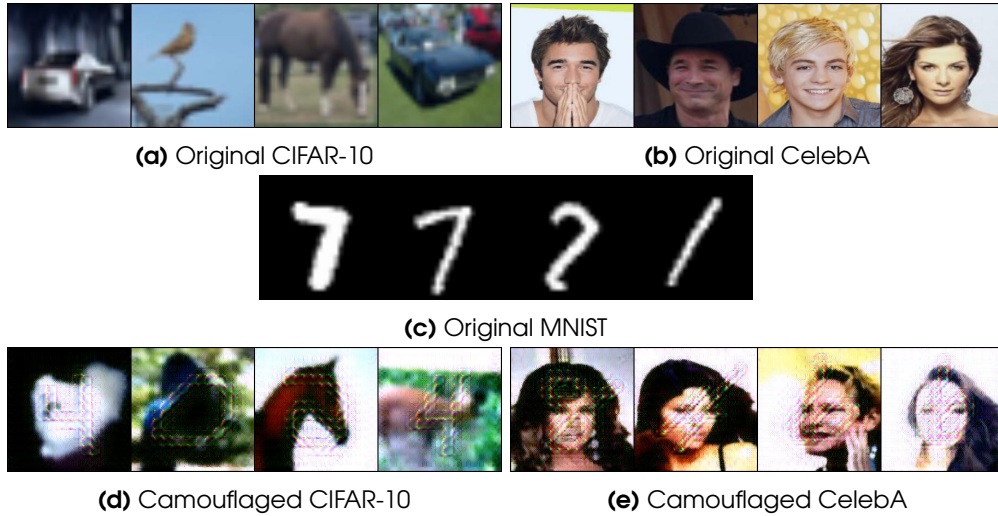 (a) Original CIFAR-10
(b) Original CelebA
(c) Original MNIST
(d) Camouflaged CIFAR-10
(e) Camouflaged CelebA